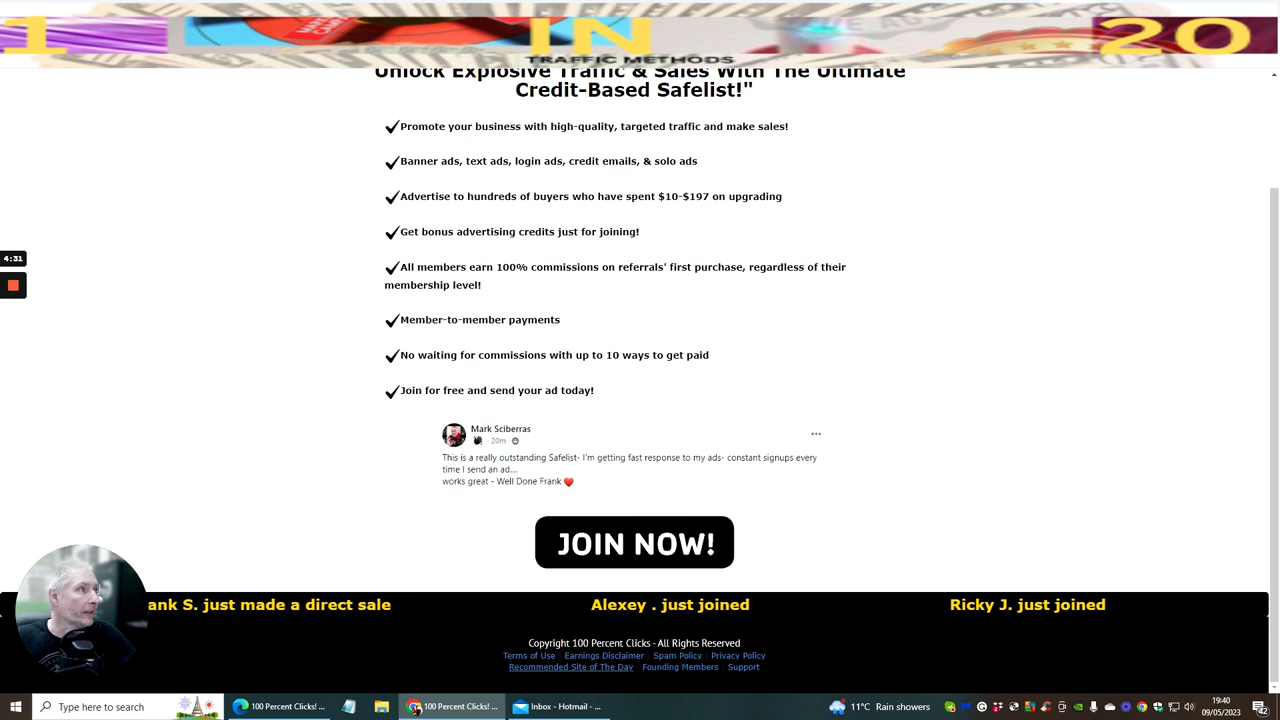 1 IN 20
TRAFFIC METHODS
Unlock Explosive Traffic & Sales With The Ultimate
Credit-Based Safelist!"
Promote your business with high-quality, targeted traffic and make sales!
Banner ads, text ads, login ads, credit emails, & solo ads
Advertise to hundreds of buyers who have spent $10-$197 on upgrading
Get bonus advertising credits just for joining!
All members earn 100% commissions on referrals' first purchase, regardless of their
membership level!
Member-to-member payments
No waiting for commissions with up to 10 ways to get paid
Join for free and send your ad today!
4:31
Mark Sciberras
20m
This is a really outstanding Safelist- I'm getting fast response to my ads- constant signups every
time I send an ad....
works great - Well Done Frank
JOIN NOW!
ank S. just made a direct sale Alexey . just joined Ricky J. just joined
Copyright 100 Percent Clicks - All Rights Reserved
Terms of Use Earnings Disclaimer Spam Policy Privacy Policy
Recommended Site of The Day Founding Members Support
Type here to search 100 Percent Clicks! ... 100 Percent Clicks! ... Inbox - Hotmail - ... 11°C Rain showers 19:40
09/05/2023